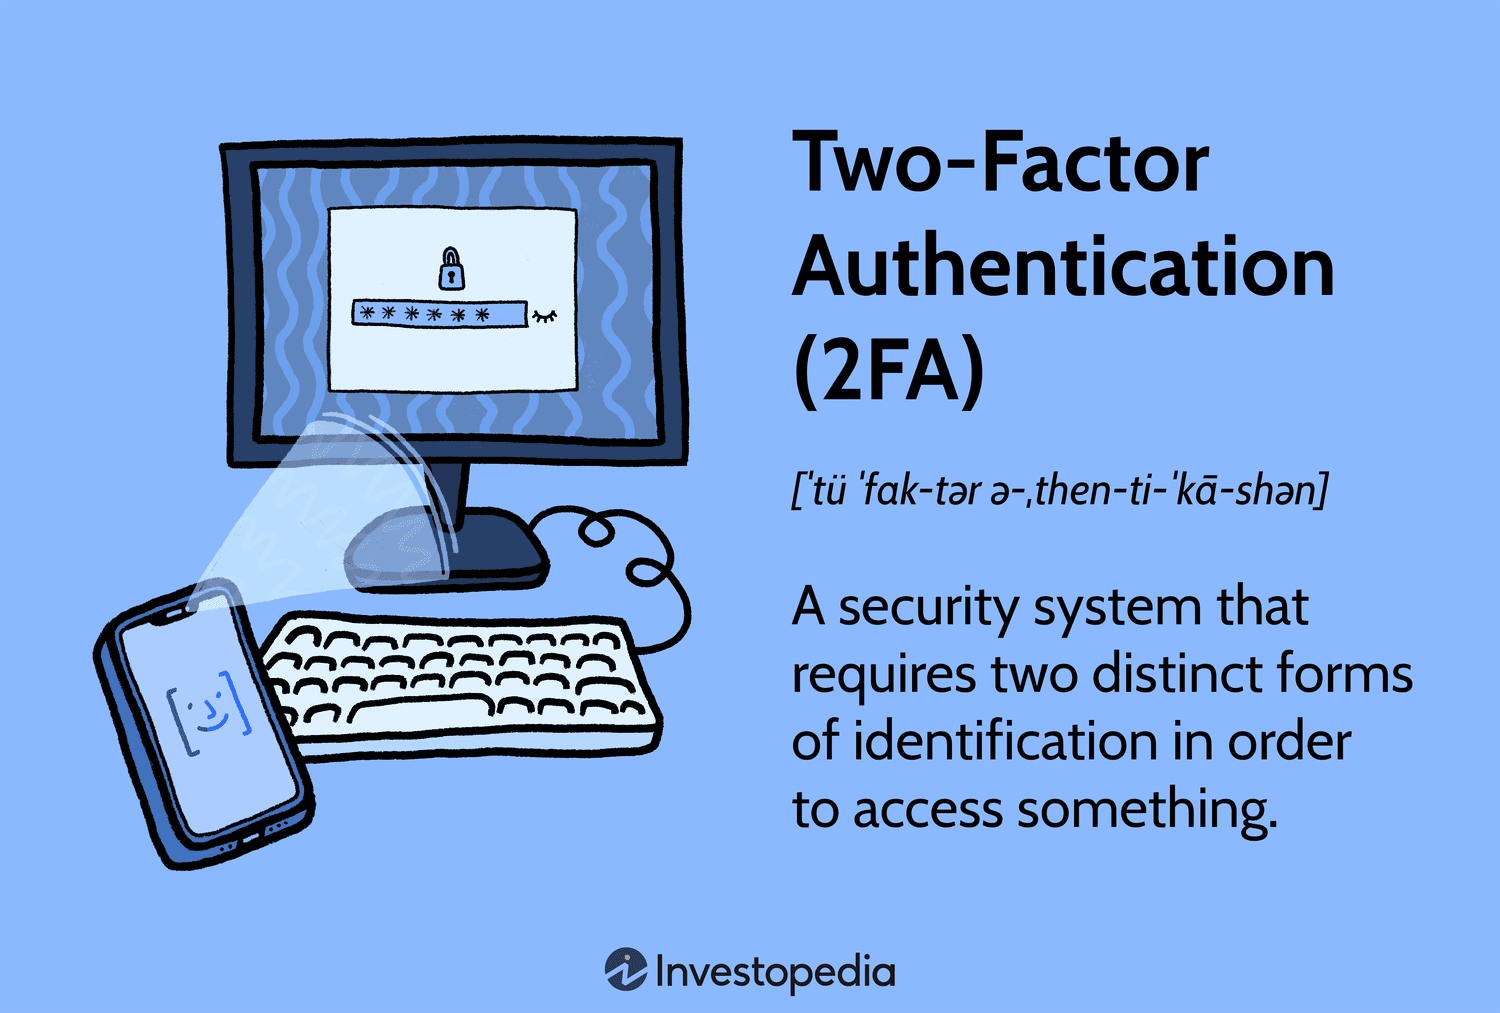 ******
Two-Factor
Authentication
(2FA)
[ˈtü ˈfak-tər ə-ˌthen-ti-ˈkā-shən]
A security system that
requires two distinct forms
of identification in order
to access something.
Investopedia